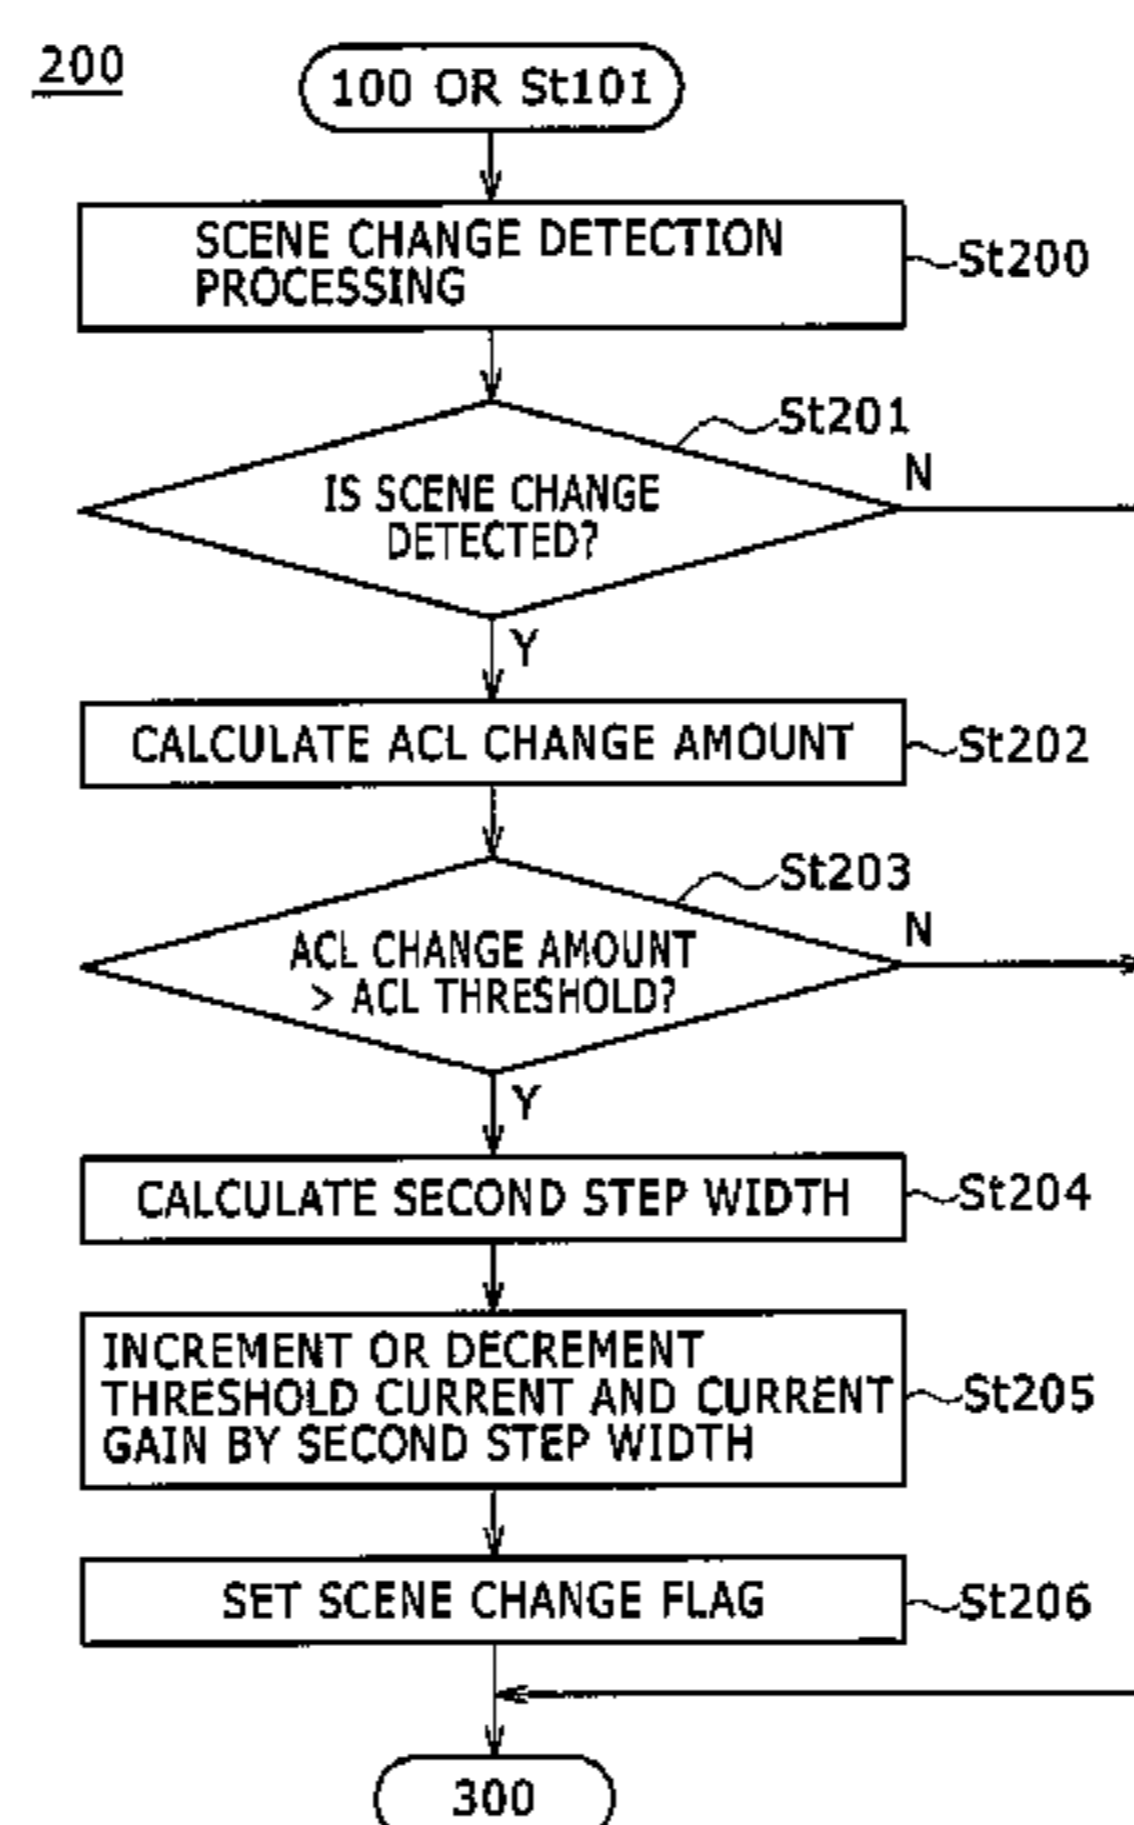 200
100 OR St101
SCENE CHANGE DETECTION
PROCESSING
St200
St201
IS SCENE CHANGE
DETECTED?
N
Y
CALCULATE ACL CHANGE AMOUNT
St202
St203
ACL CHANGE AMOUNT
> ACL THRESHOLD?
N
Y
CALCULATE SECOND STEP WIDTH
St204
INCREMENT OR DECREMENT
THRESHOLD CURRENT AND CURRENT
GAIN BY SECOND STEP WIDTH
St205
SET SCENE CHANGE FLAG
St206
300